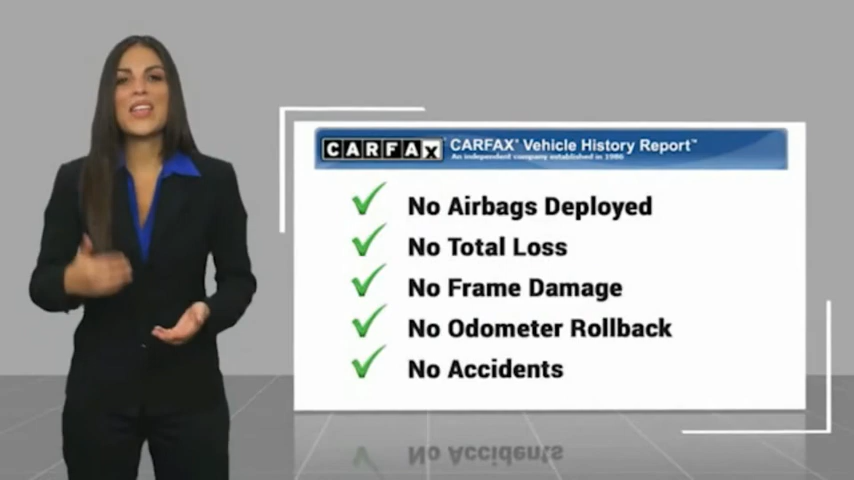 CARFAX CARFAX® Vehicle History Report™
An independent company established in 1986
No Airbags Deployed
No Total Loss
No Frame Damage
No Odometer Rollback
No Accidents
No Accidents